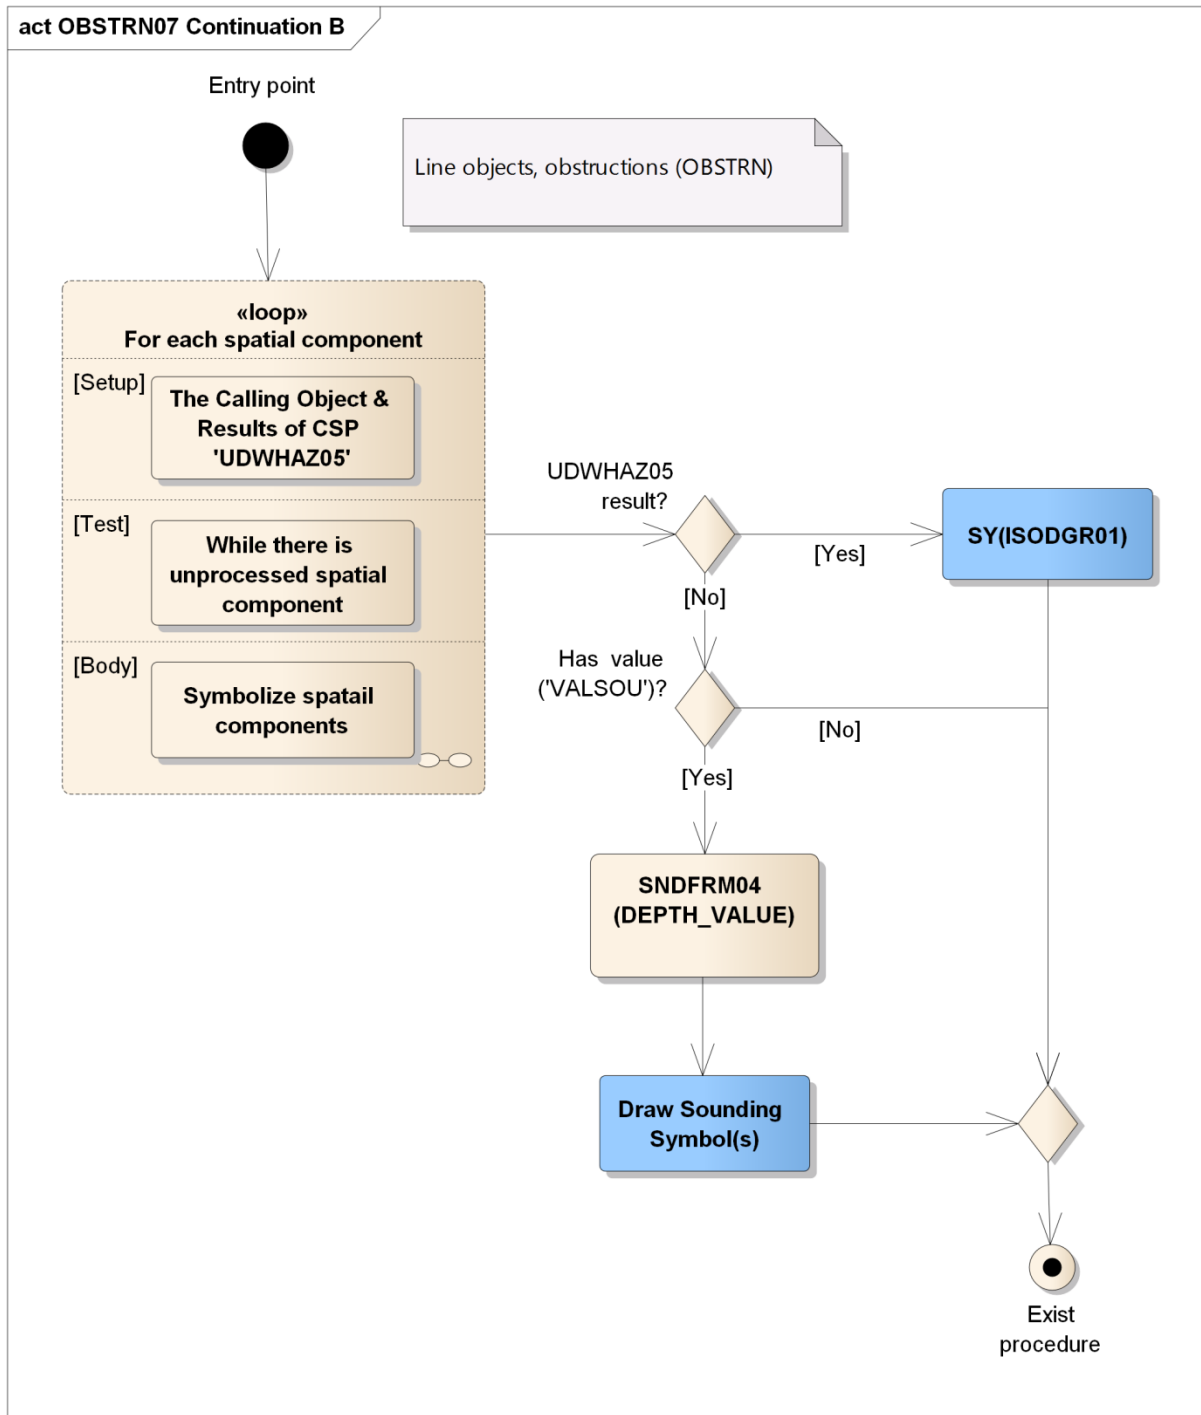 act OBSTRN07 Continuation B
Entry point
Line objects, obstructions (OBSTRN)
«loop»
For each spatial component
[Setup]
The Calling Object &
Results of CSP
'UDWHAZ05'
[Test]
While there is
unprocessed spatial
component
[Body]
Symbolize spatail
components
UDWHAZ05
result?
[Yes]
SY(ISODGR01)
[No]
Has value
('VALSOU')?
[No]
[Yes]
SNDFRM04
(DEPTH_VALUE)
Draw Sounding
Symbol(s)
Exist
procedure